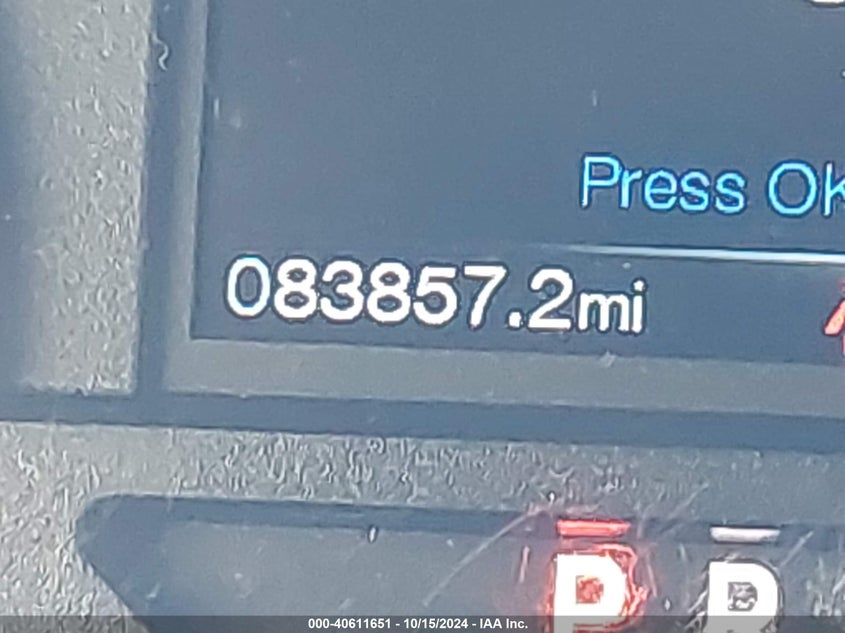 Press Ok
083857.2mi
P R
000-40611651 - 10/15/2024 - IAA Inc.